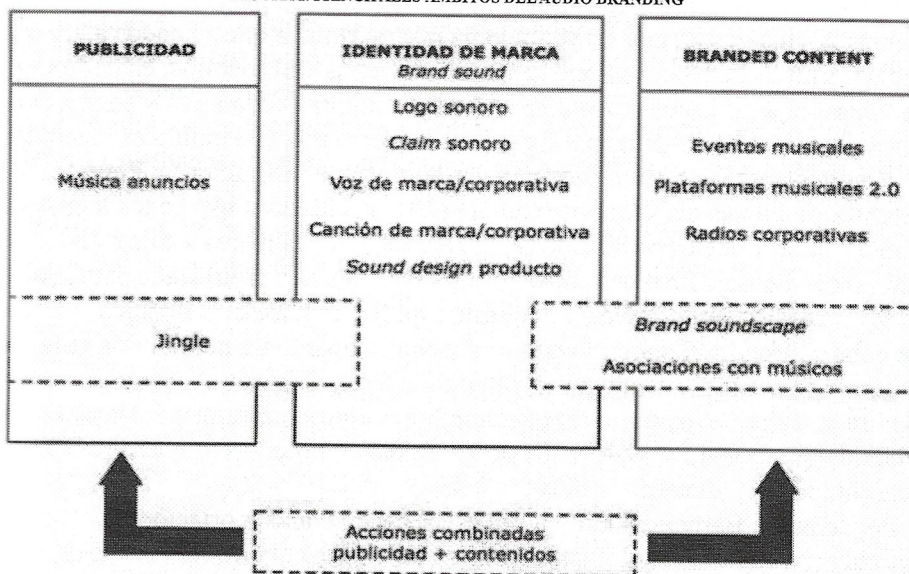 PUBLICIDAD
Música anuncios
IDENTIDAD DE MARCA
Brand sound
Logo sonoro
Claim sonoro
Voz de marca/corporativa
Canción de marca/corporativa
Sound design producto
BRANDED CONTENT
Eventos musicales
Plataformas musicales 2.0
Radios corporativas
Jingle
Brand soundscape
Asociaciones con músicos
Acciones combinadas
publicidad + contenidos